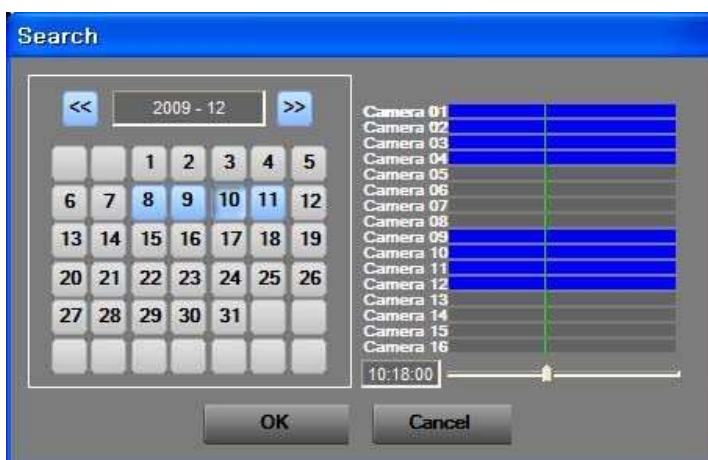 Search
<< 2009 - 12 >>
1 2 3 4 5
6 7 8 9 10 11 12
13 14 15 16 17 18 19
20 21 22 23 24 25 26
27 28 29 30 31
Camera 01
Camera 02
Camera 03
Camera 04
Camera 05
Camera 06
Camera 07
Camera 08
Camera 09
Camera 10
Camera 11
Camera 12
Camera 13
Camera 14
Camera 15
Camera 16
10:18:00
OK Cancel